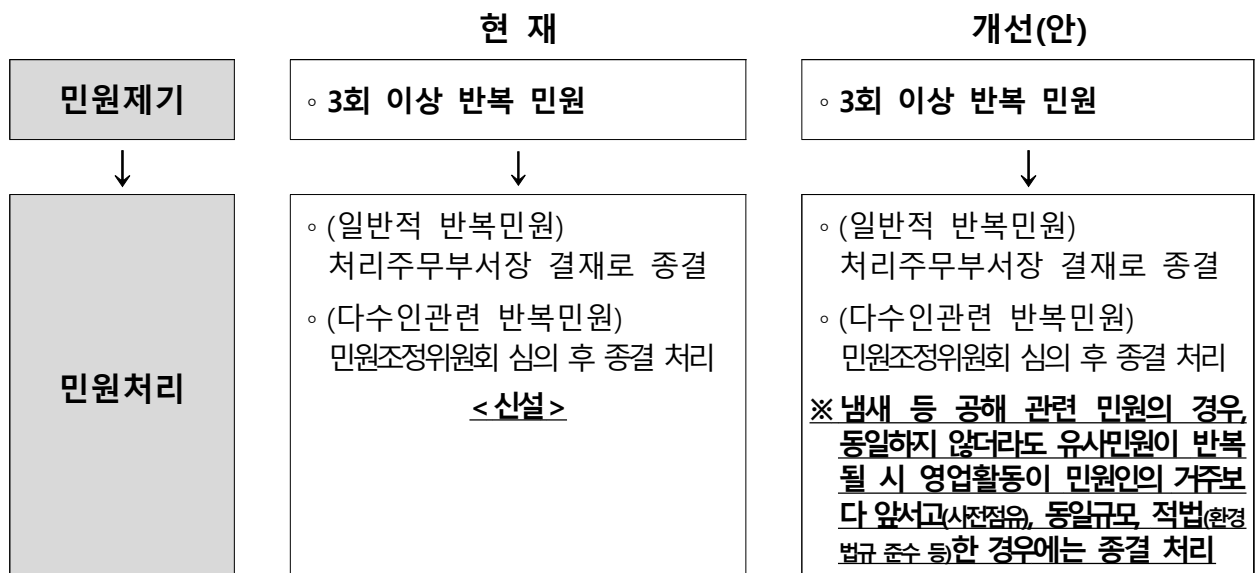 현 재
개선(안)
민원제기
◦ 3회 이상 반복 민원
◦ 3회 이상 반복 민원
↓
↓
↓
민원처리
◦ (일반적 반복민원)
처리주무부서장 결재로 종결
◦ (다수인관련 반복민원)
민원조정위원회 심의 후 종결 처리
< 신설 >
◦ (일반적 반복민원)
처리주무부서장 결재로 종결
◦ (다수인관련 반복민원)
민원조정위원회 심의 후 종결 처리
※ 냄새 등 공해 관련 민원의 경우,
동일하지 않더라도 유사민원이 반복
될 시 영업활동이 민원인의 거주보
다 앞서고(사전점유), 동일규모, 적법(환경
법규 준수 등)한 경우에는 종결 처리